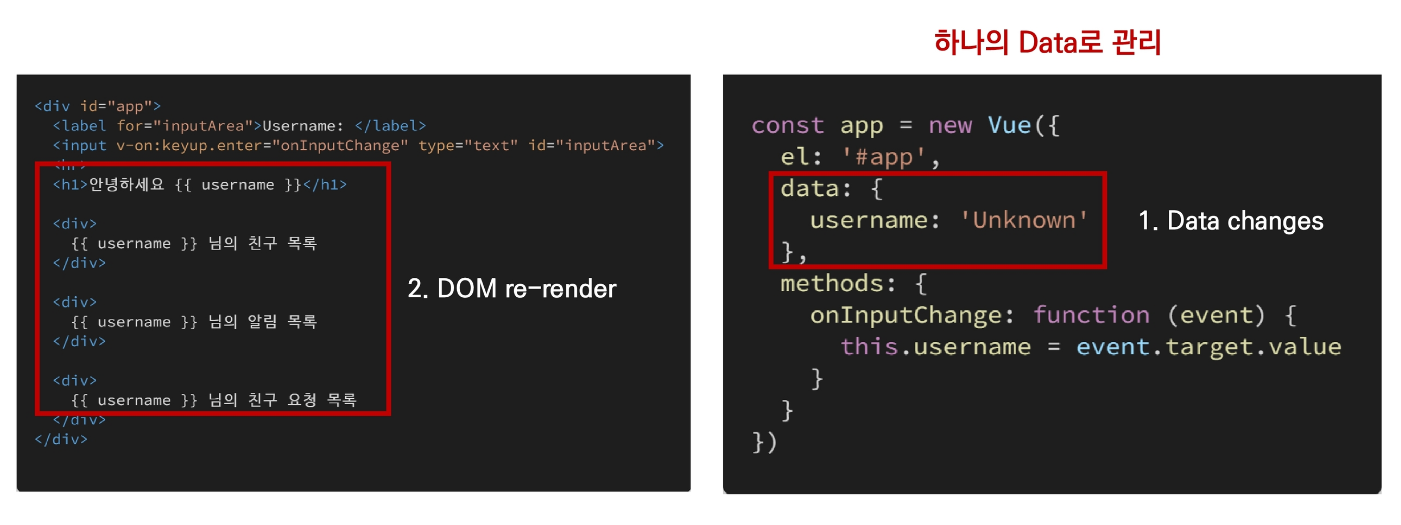 하나의 Data로 관리
<div id="app">
<label for="inputArea">Username: </label>
<input v-on:keyup.enter="onInputChange" type="text" id="inputArea">
<hr>
<h1>안녕하세요 {{ username }}</h1>
<div>
{{ username }} 님의 친구 목록
</div>
<div>
{{ username }} 님의 알림 목록
</div>
<div>
{{ username }} 님의 친구 요청 목록
</div>
</div>
2. DOM re-render
const app = new Vue({
el: '#app',
data: {
username: 'Unknown'
},
methods: {
onInputChange: function (event) {
this.username = event.target.value
}
}
})
1. Data changes